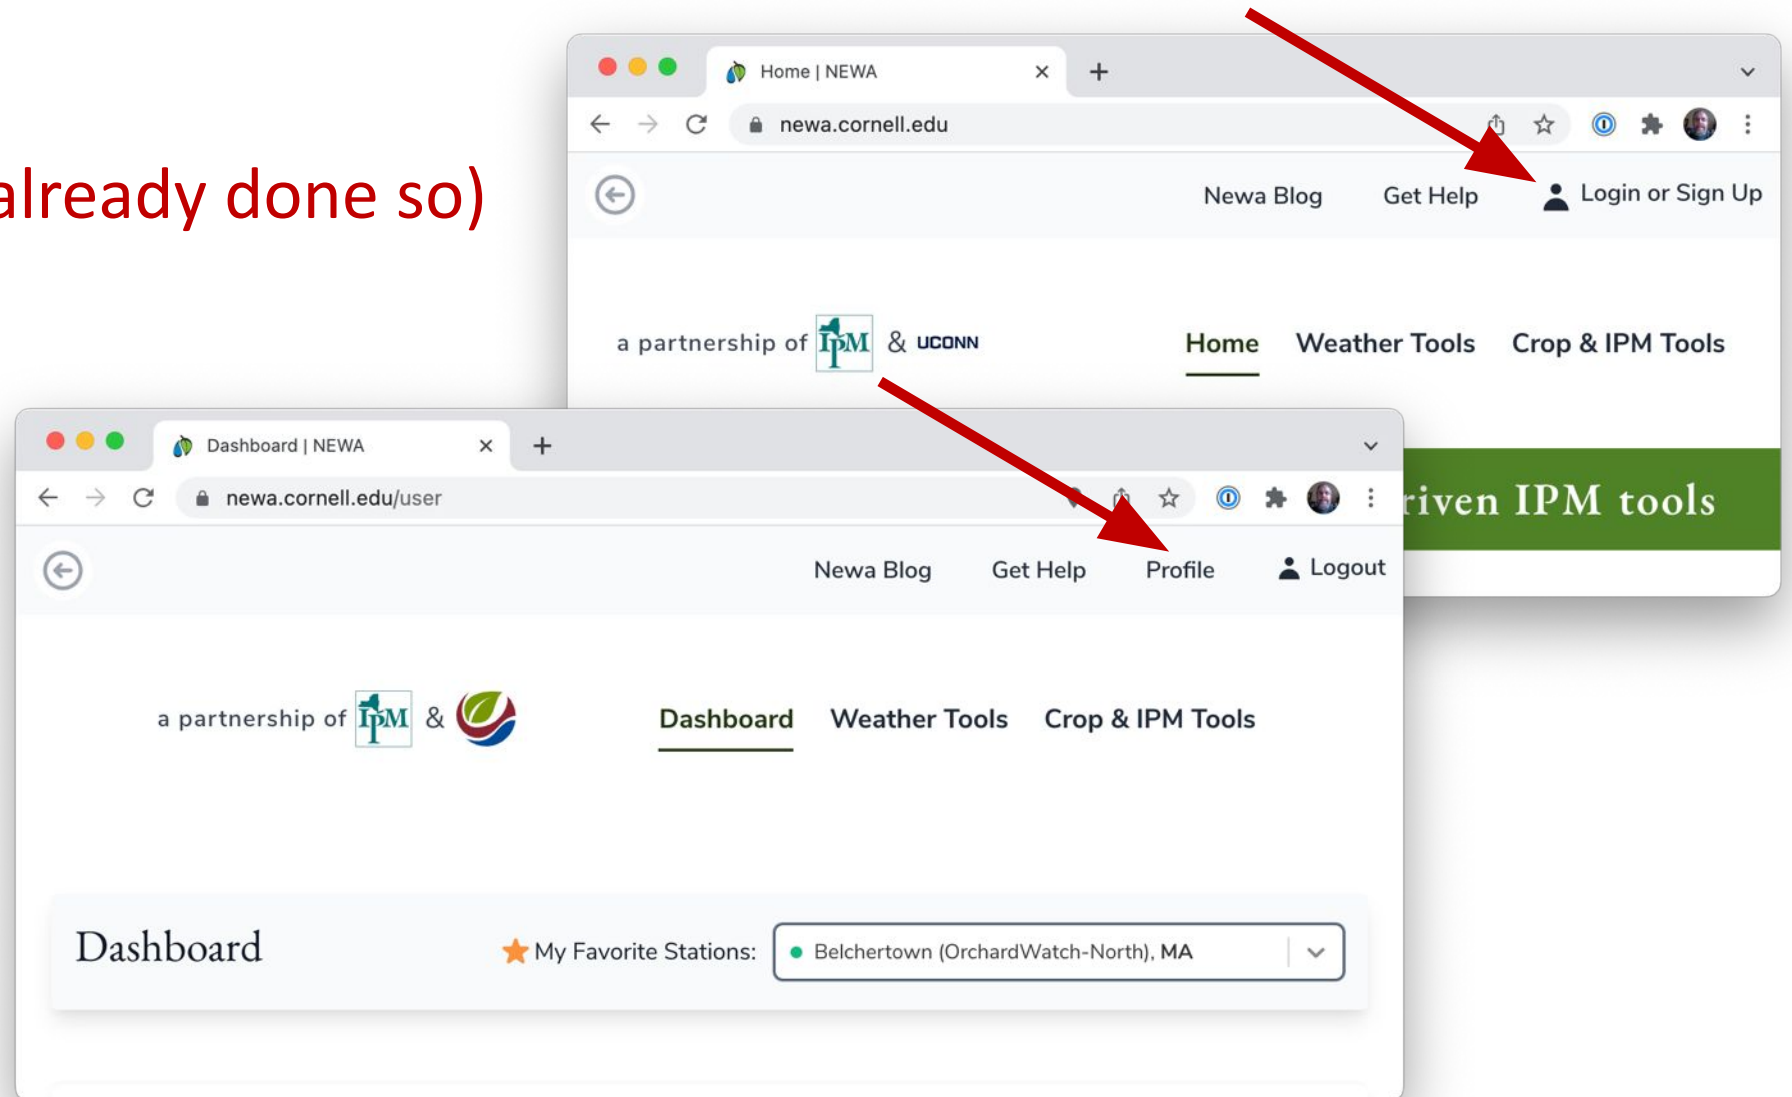 already done so)
Home | NEWA
newa.cornell.edu
Newa Blog Get Help Login or Sign Up
a partnership of IPM & UCONN Home Weather Tools Crop & IPM Tools
riven IPM tools
Dashboard | NEWA
newa.cornell.edu/user
Newa Blog Get Help Profile Logout
a partnership of IPM & Dashboard Weather Tools Crop & IPM Tools
Dashboard My Favorite Stations: Belchertown (OrchardWatch-North), MA